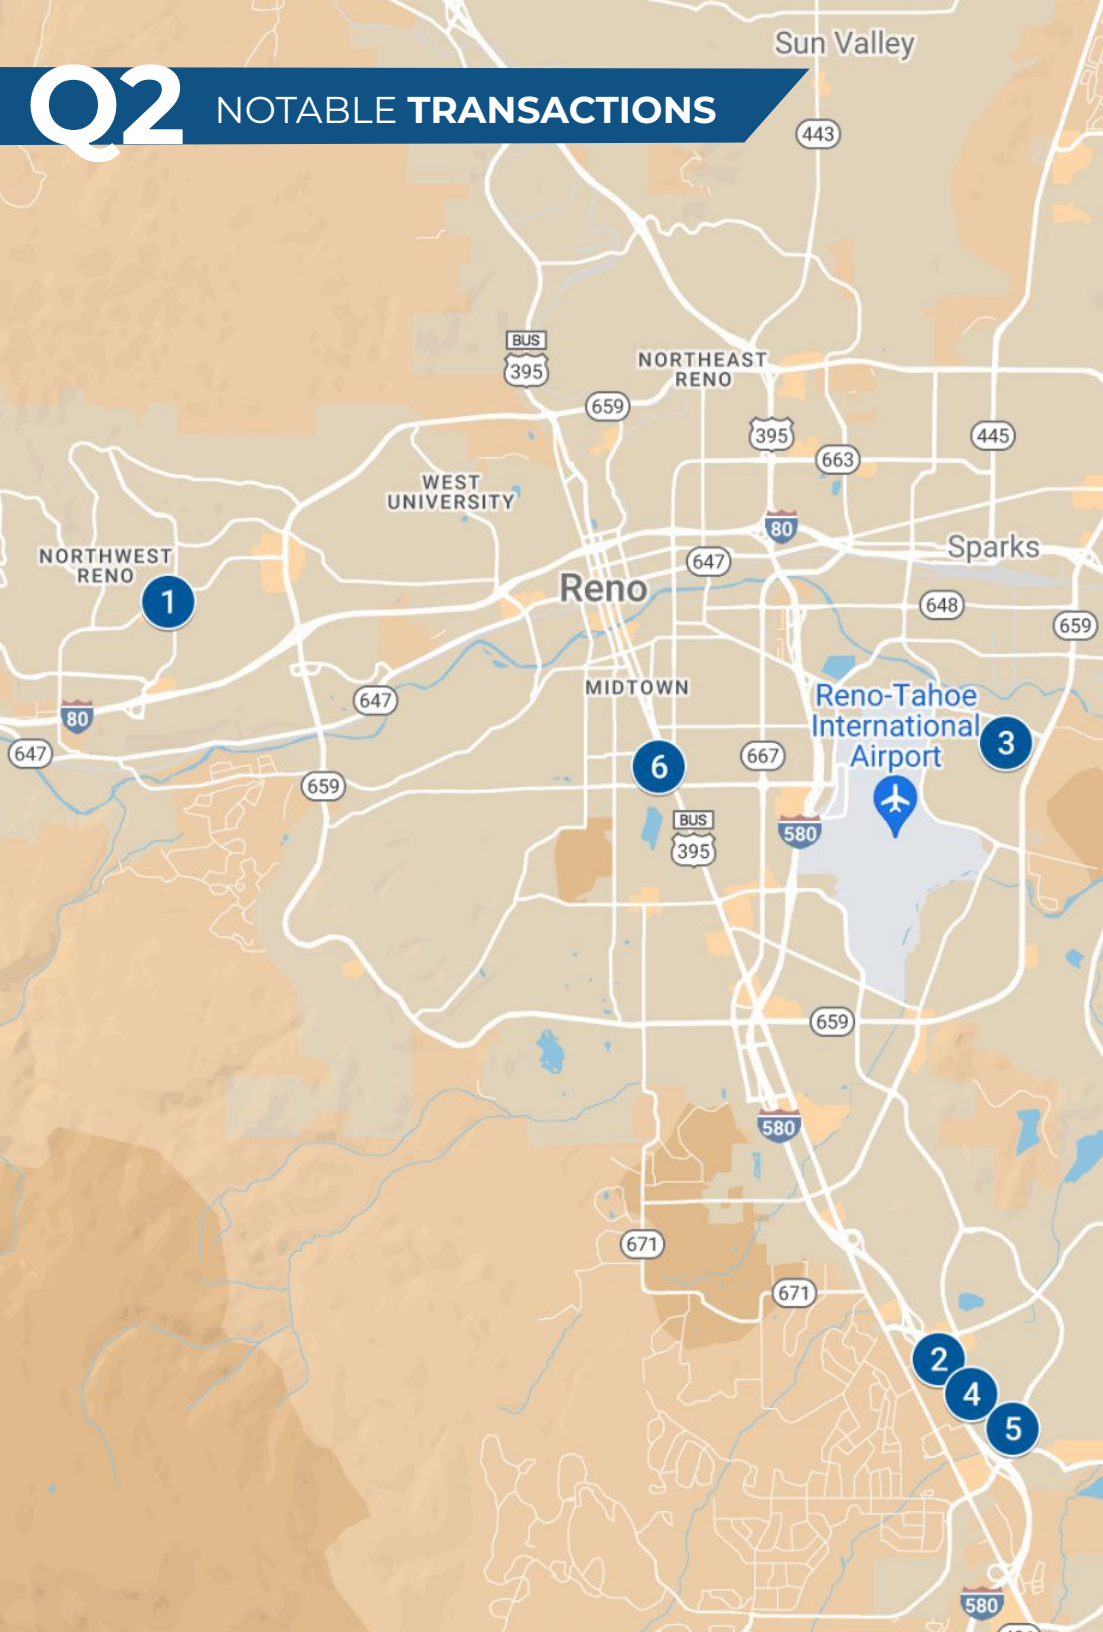 Sun Valley
Q2 NOTABLE TRANSACTIONS
443
BUS
395
NORTHEAST
RENO
659
395
445
663
WEST
UNIVERSITY
80
NORTHWEST
RENO
647
Sparks
Reno
1
648
659
MIDTOWN
647
80
Reno-Tahoe
International
Airport
3
647
6
667
659
BUS
395
580
659
580
671
671
2
4
5
580